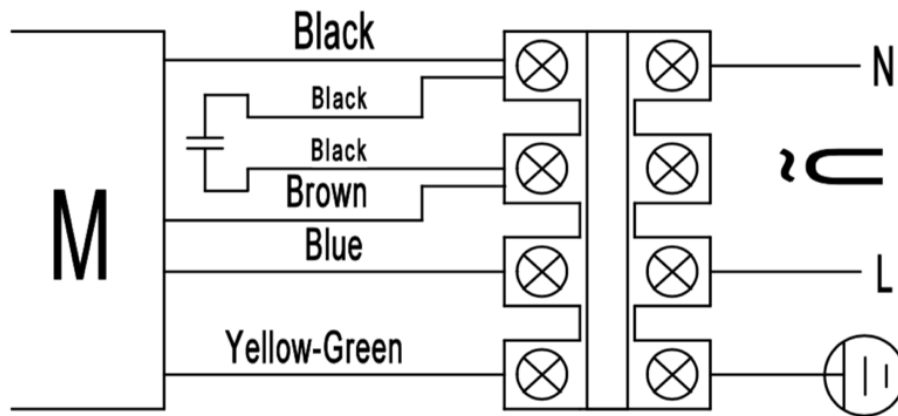 Black
N
Black
Black
~U
Brown
M
Blue
L
Yellow-Green